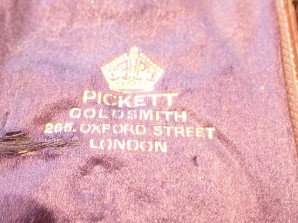 PICKETT
GOLDSMITH
265. OXFORD STREET
LONDON